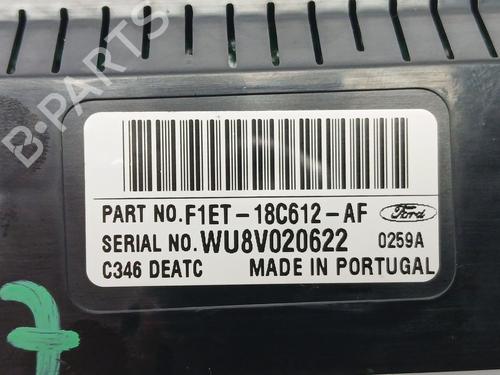 B-PARTS
PART NO.F1ET-18C612-AF Ford
SERIAL NO.WU8V020622 0259A
C346 DEATC MADE IN PORTUGAL